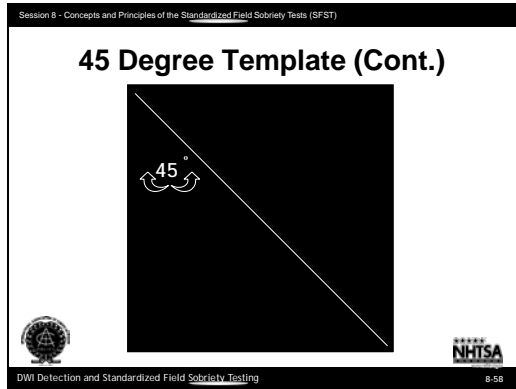 Session 8 - Concepts and Principles of the Standardized Field Sobriety Tests (SFST)
45 Degree Template (Cont.)
45°
NHTSA
DWI Detection and Standardized Field Sobriety Testing
8-58